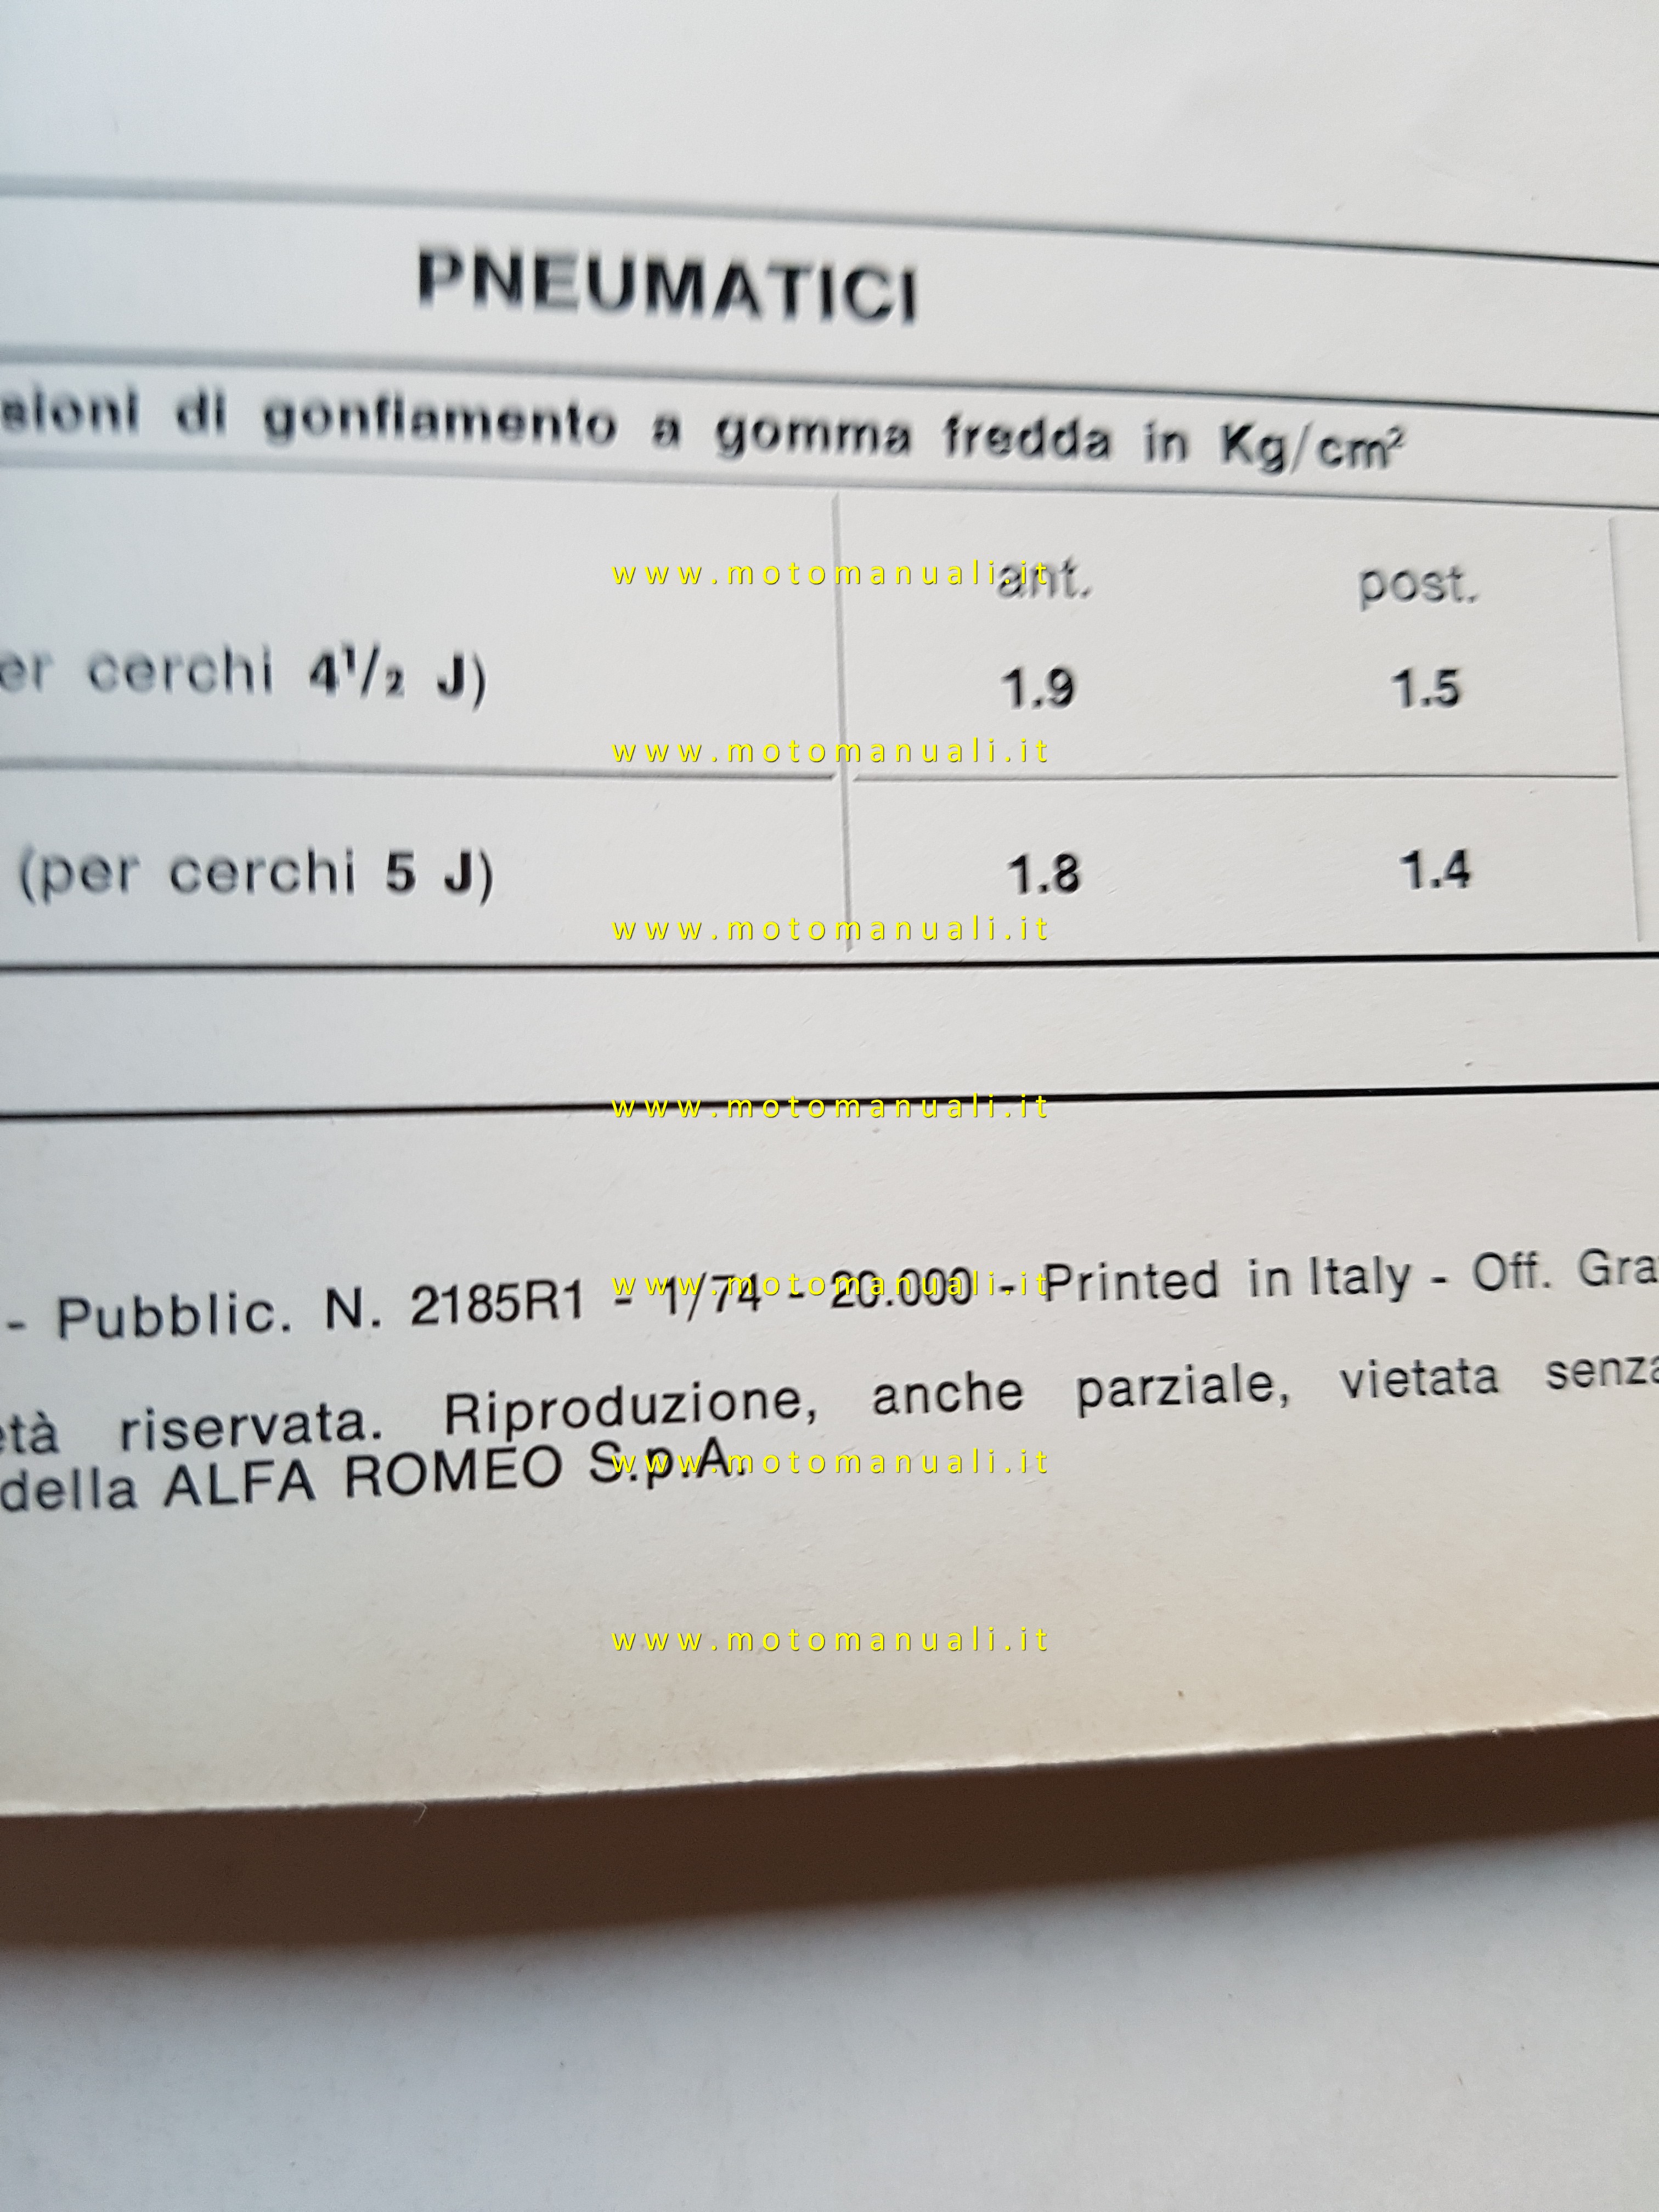 PNEUMATICI
sioni di gonfiamento a gomma fredda in Kg/cm²
ant. post.
er cerchi 4¹/₂ J) 1.9 1.5
(per cerchi 5 J) 1.8 1.4
- Pubblic. N. 2185R1 - 1/74 - 20.000 - Printed in Italy - Off. Gra
età riservata. Riproduzione, anche parziale, vietata senza
della ALFA ROMEO S.p.A.
www.motomanuali.it
www.motomanuali.it
www.motomanuali.it
www.motomanuali.it
www.motomanuali.it
www.motomanuali.it
www.motomanuali.it